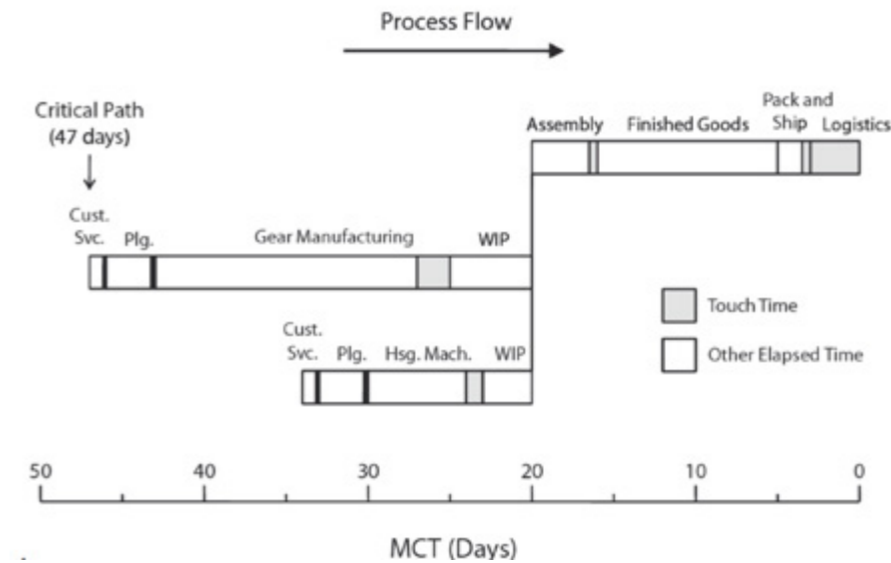 Process Flow
Critical Path
(47 days)
Pack and
Assembly Finished Goods Ship Logistics
Cust.
Svc. Plg. Gear Manufacturing WIP
Touch Time
Cust.
Svc. Plg. Hsg. Mach. WIP
Other Elapsed Time
50 40 30 20 10 0
MCT (Days)